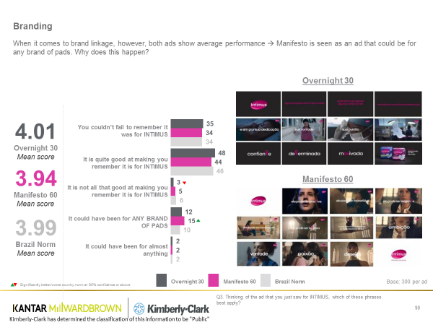 Branding
When it comes to brand linkage, however, both ads show average performance → Manifesto is seen as an ad that could be for
any brand of pads. Why does this happen?
4.01
Overnight 30
Mean score
3.94
Manifesto 60
Mean score
3.99
Brazil Norm
Mean score
You couldn't fail to remember it
was for INTIMUS
35
34
34
It is quite good at making you
remember it is for INTIMUS
48
44
46
It is not all that good at making you
remember it is for INTIMUS
3
5
It could have been for ANY BRAND
OF PADS
12
15
10
It could have been for almost
anything
2
2
2
Overnight 30
Manifesto 60
Brazil Norm
Overnight 30
intimus
confiante
determinada
motivada
Manifesto 60
Base: 300 per ad
KANTAR MILLWARDBROWN
Kimberly-Clark
Q3. Thinking of the ad that you just saw for INTIMUS, which of these phrases
best apply?
Kimberly-Clark has determined the classification of this information to be "Public"